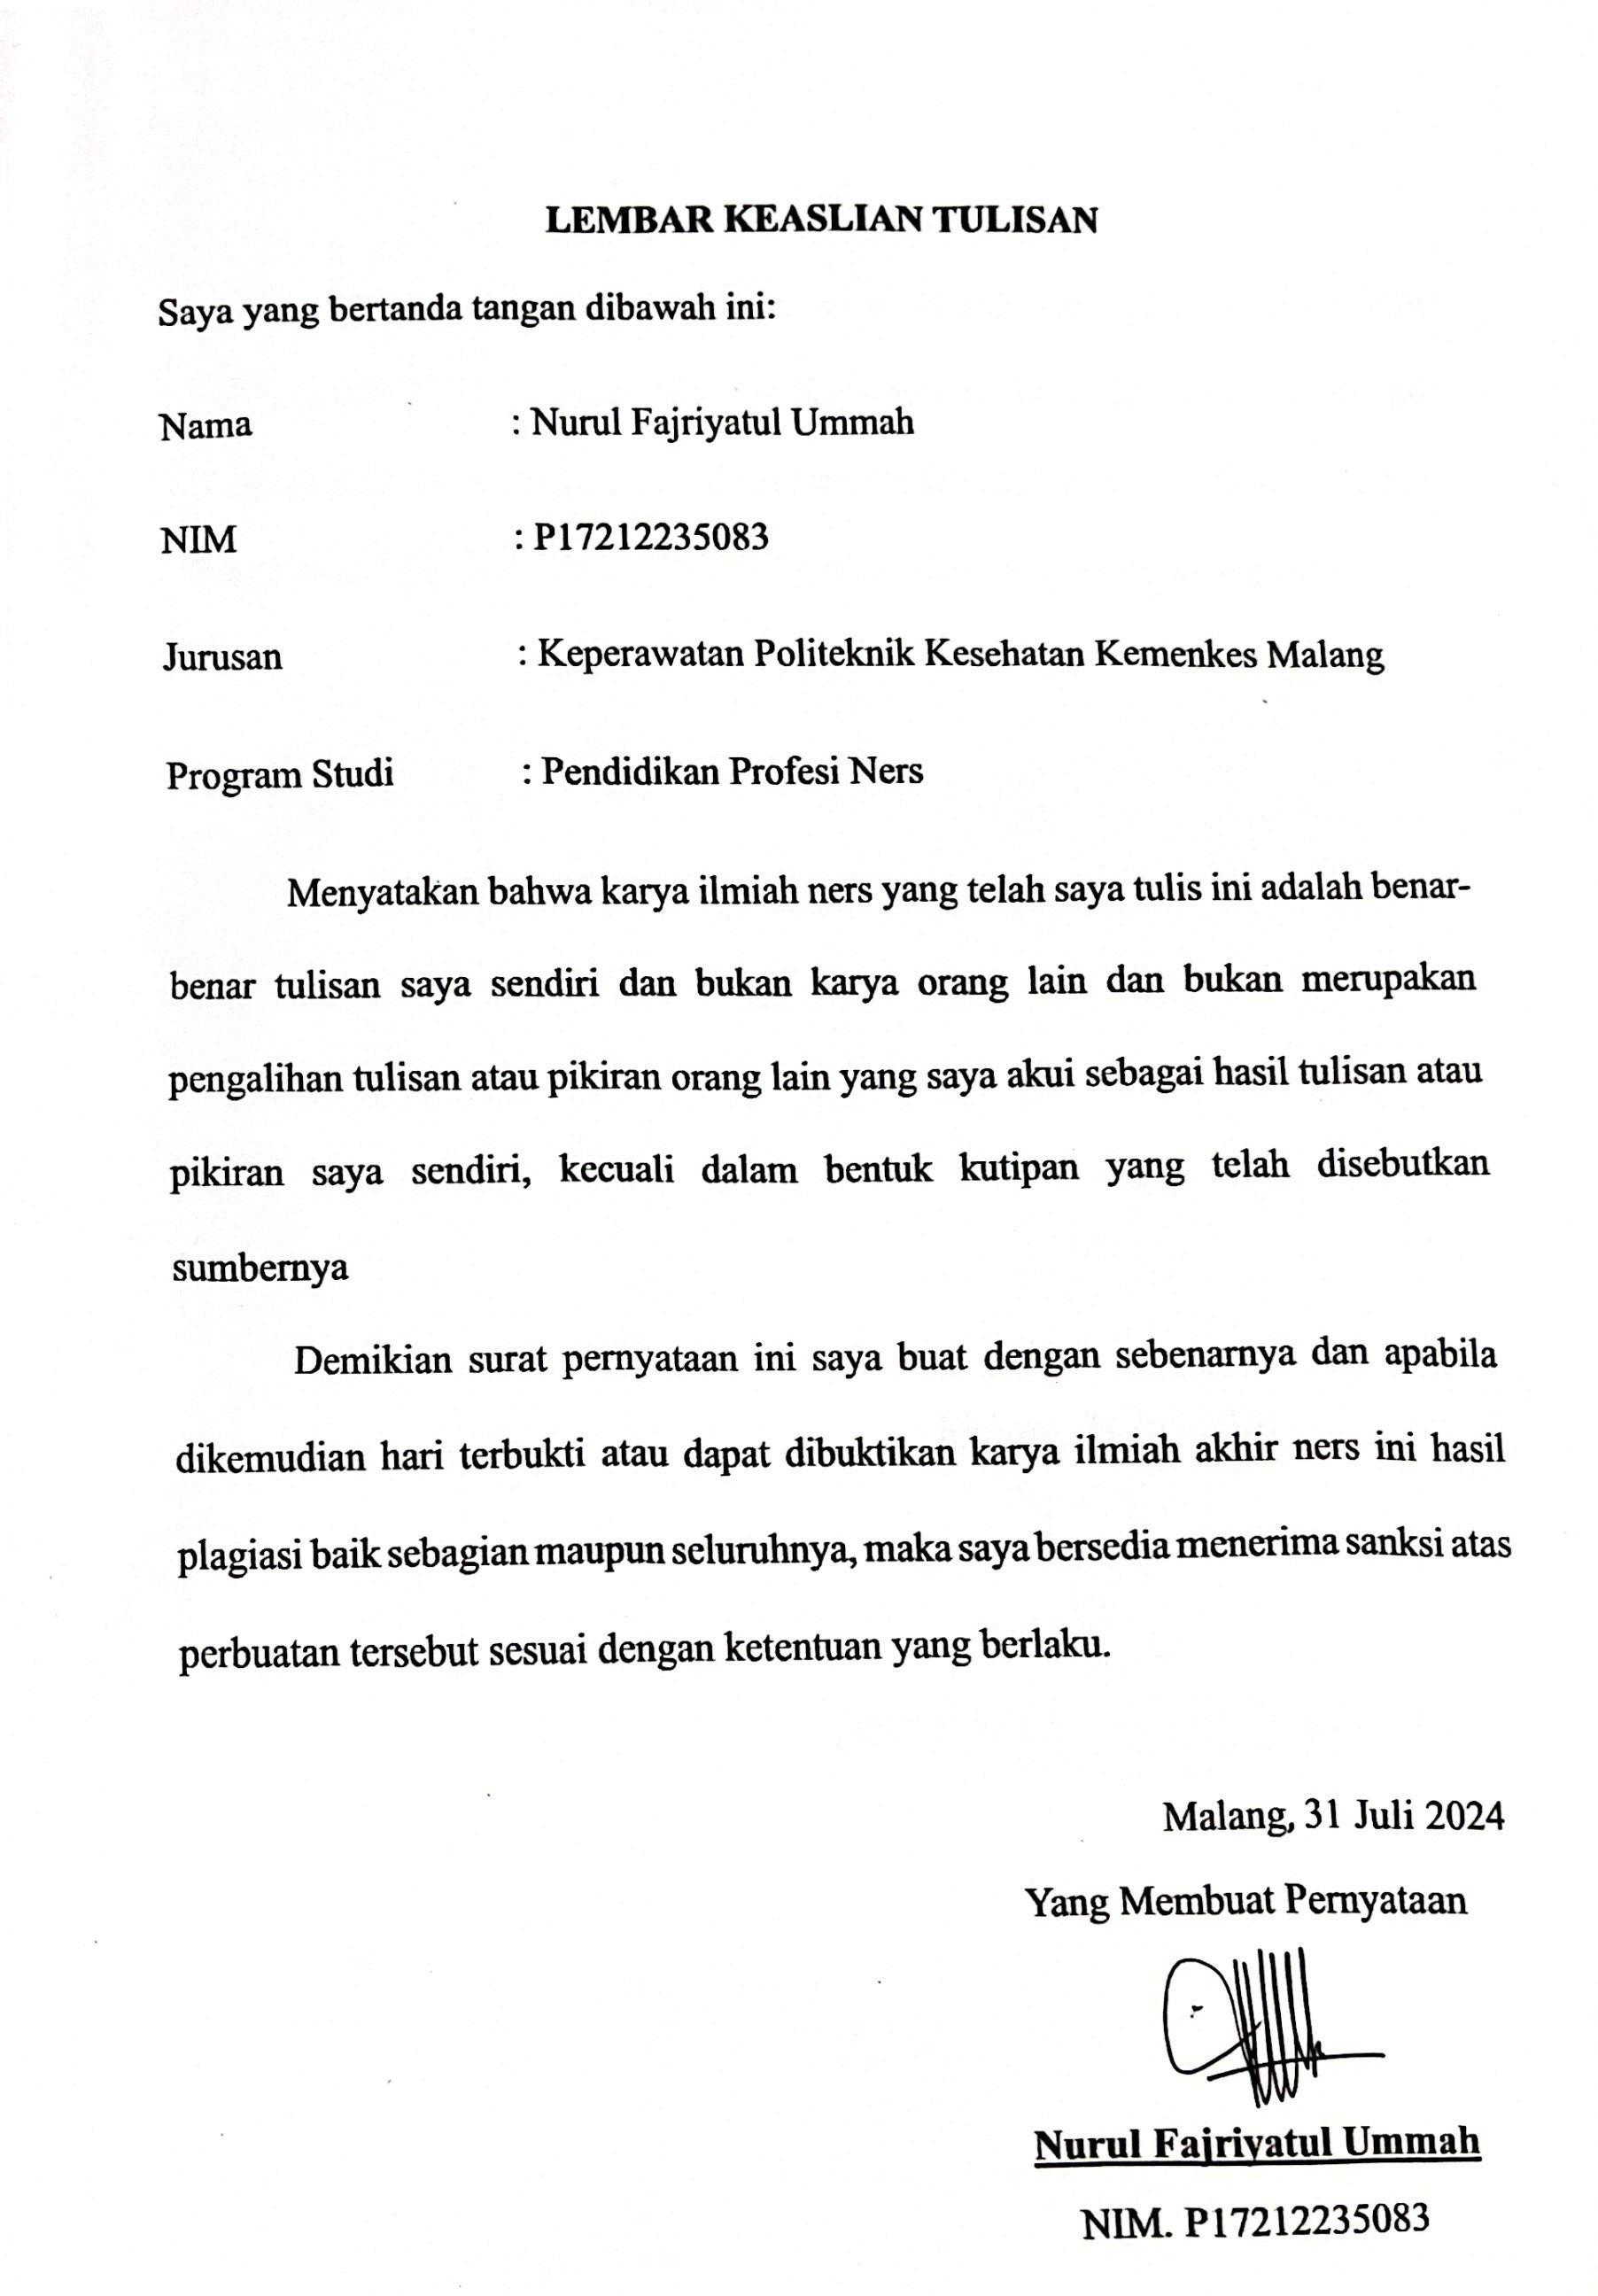 LEMBAR KEASLIAN TULISAN
Saya yang bertanda tangan dibawah ini:
Nama : Nurul Fajriyatul Ummah
NIM : P17212235083
Jurusan : Keperawatan Politeknik Kesehatan Kemenkes Malang
Program Studi : Pendidikan Profesi Ners
Menyatakan bahwa karya ilmiah ners yang telah saya tulis ini adalah benar-
benar tulisan saya sendiri dan bukan karya orang lain dan bukan merupakan
pengalihan tulisan atau pikiran orang lain yang saya akui sebagai hasil tulisan atau
pikiran saya sendiri, kecuali dalam bentuk kutipan yang telah disebutkan
sumbernya
Demikian surat pernyataan ini saya buat dengan sebenarnya dan apabila
dikemudian hari terbukti atau dapat dibuktikan karya ilmiah akhir ners ini hasil
plagiasi baik sebagian maupun seluruhnya, maka saya bersedia menerima sanksi atas
perbuatan tersebut sesuai dengan ketentuan yang berlaku.
Malang, 31 Juli 2024
Yang Membuat Pernyataan
Nurul Fajriyatul Ummah
NIM. P17212235083